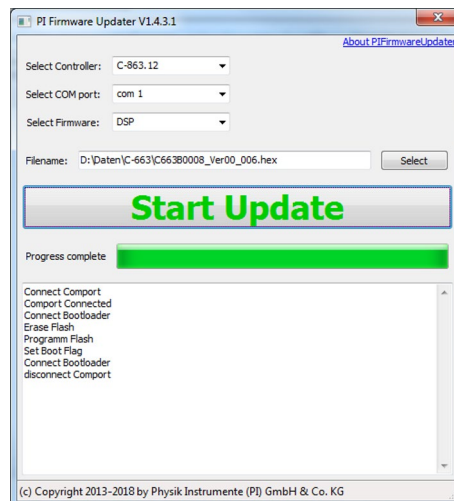 PI Firmware Updater V1.4.3.1
About PIFirmwareUpdater
Select Controller: C-863.12
Select COM port: com 1
Select Firmware: DSP
Filename: D:\Daten\C-663\C663B0008_Ver00_006.hex Select
Start Update
Progress complete
Connect Comport
Comport Connected
Connect Bootloader
Erase Flash
Programm Flash
Set Boot Flag
Connect Bootloader
disconnect Comport
(c) Copyright 2013-2018 by Physik Instrumente (PI) GmbH & Co. KG